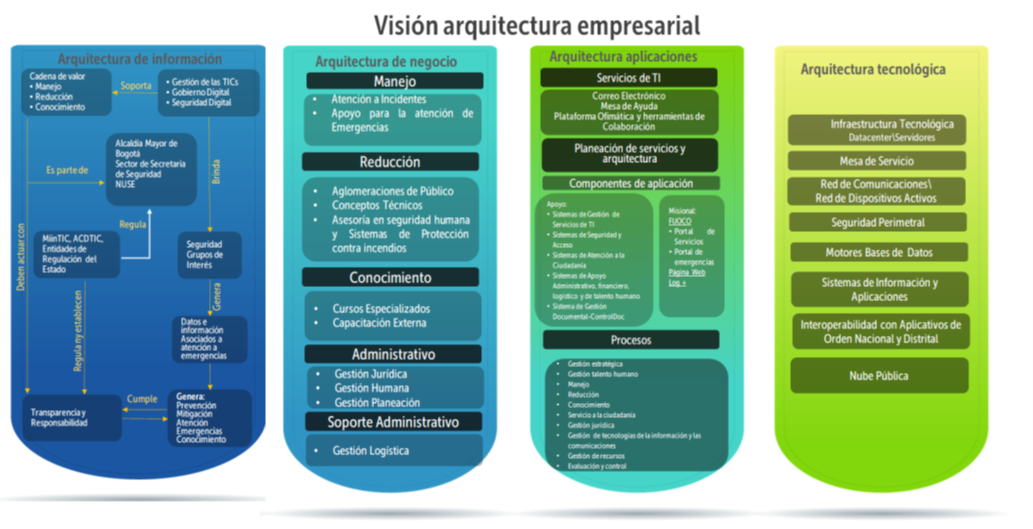 Visión arquitectura empresarial
Arquitectura de información
Cadena de valor
• Manejo
• Reducción
• Conocimiento
Soporta
• Gestión de las TICs
• Gobierno Digital
• Seguridad Digital
Es parte de
Alcaldía Mayor de
Bogotá
Sector de Secretaria
de Seguridad
NUSE
Brinda
Regula
Deben actuar con
MiinTIC, ACDTIC,
Entidades de
Regulación del
Estado
Seguridad
Grupos de
Interés
Genera
Regula ny establecen
Datos e
información
Asociados a
atención a
emergencias
Transparencia y
Responsabilidad
Cumple
Genera:
Prevención
Mitigación
Atención
Emergencias
Conocimiento
Arquitectura de negocio
Manejo
• Atención a Incidentes
• Apoyo para la atención de
Emergencias
Reducción
• Aglomeraciones de Público
• Conceptos Técnicos
• Asesoría en seguridad humana
y Sistemas de Protección
contra incendios
Conocimiento
• Cursos Especializados
• Capacitación Externa
Administrativo
• Gestión Jurídica
• Gestión Humana
• Gestión Planeación
Soporte Administrativo
• Gestión Logística
Arquitectura aplicaciones
Servicios de TI
Correo Electrónico
Mesa de Ayuda
Plataforma Ofimática y herramientas de
Colaboración
Planeación de servicios y
arquitectura
Componentes de aplicación
Apoyo:
• Sistemas de Gestión de
Servicios de TI
• Sistemas de Seguridad y
Acceso
• Sistemas de Atención a la
Ciudadanía
• Sistemas de Apoyo
Administrativo, financiero,
logístico y de talento humano
• Sistema de Gestión
Documental-ControlDoc
Misional:
FUOCO
• Portal de
Servicios
• Portal de
emergencias
Página Web
Log +
Procesos
• Gestión estratégica
• Gestión talento humano
• Manejo
• Reducción
• Conocimiento
• Servicio a la ciudadanía
• Gestión jurídica
• Gestión de tecnologías de la información y las
comunicaciones
• Gestión de recursos
• Evaluación y control
Arquitectura tecnológica
Infraestructura Tecnológica
Datacenter\Servidores
Mesa de Servicio
Red de Comunicaciones\
Red de Dispositivos Activos
Seguridad Perimetral
Motores Bases de Datos
Sistemas de Información y
Aplicaciones
Interoperabilidad con Aplicativos de
Orden Nacional y Distrital
Nube Pública